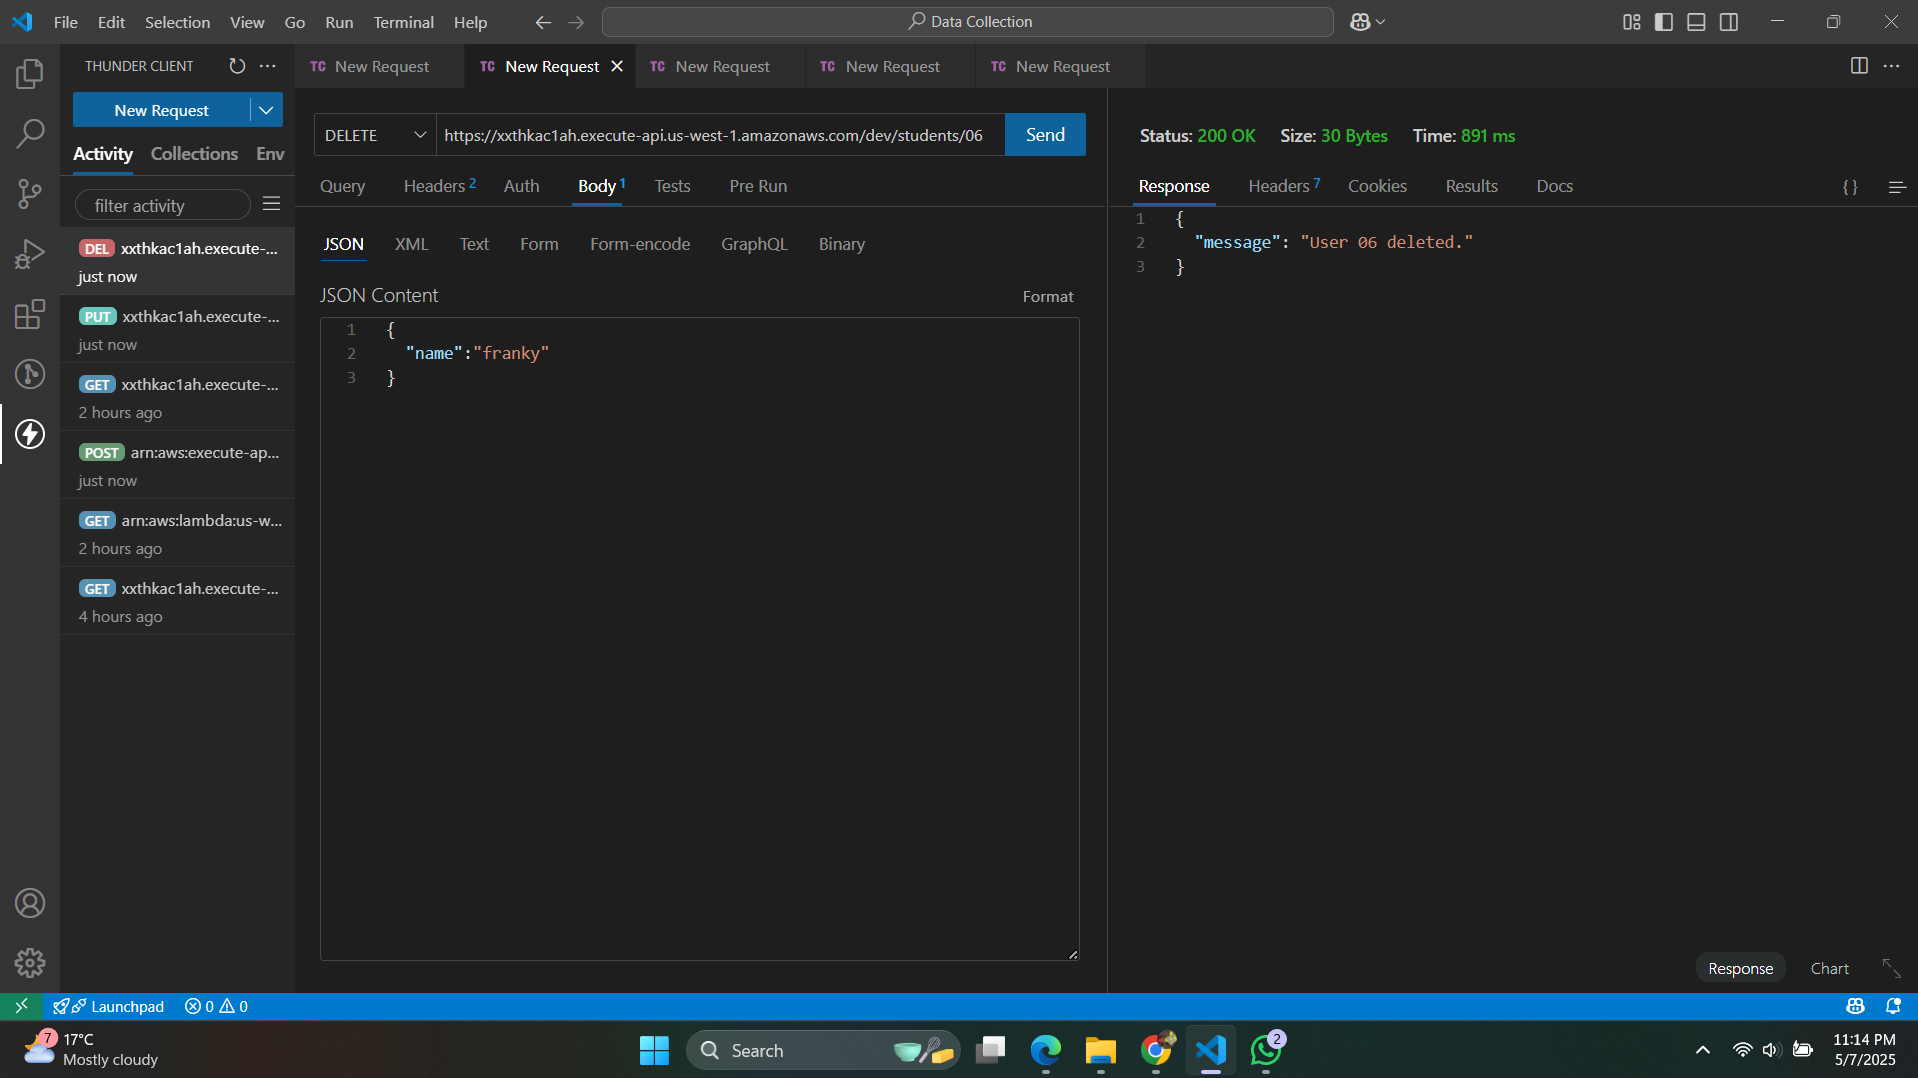 File Edit Selection View Go Run Terminal Help
Data Collection
THUNDER CLIENT
New Request
Activity Collections Env
filter activity
DEL xxthkac1ah.execute-...
just now
PUT xxthkac1ah.execute-...
just now
GET xxthkac1ah.execute-...
2 hours ago
POST arn:aws:execute-ap...
just now
GET arn:aws:lambda:us-w...
2 hours ago
GET xxthkac1ah.execute-...
4 hours ago
TC New Request TC New Request TC New Request TC New Request TC New Request
DELETE https://xxthkac1ah.execute-api.us-west-1.amazonaws.com/dev/students/06 Send
Query Headers 2 Auth Body 1 Tests Pre Run
JSON XML Text Form Form-encode GraphQL Binary
JSON Content Format
1 {
2 "name":"franky"
3 }
Status: 200 OK Size: 30 Bytes Time: 891 ms
Response Headers 7 Cookies Results Docs {}
1 {
2 "message": "User 06 deleted."
3 }
Response Chart
Launchpad 0 0
7 17°C
Mostly cloudy
Search
2
11:14 PM
5/7/2025